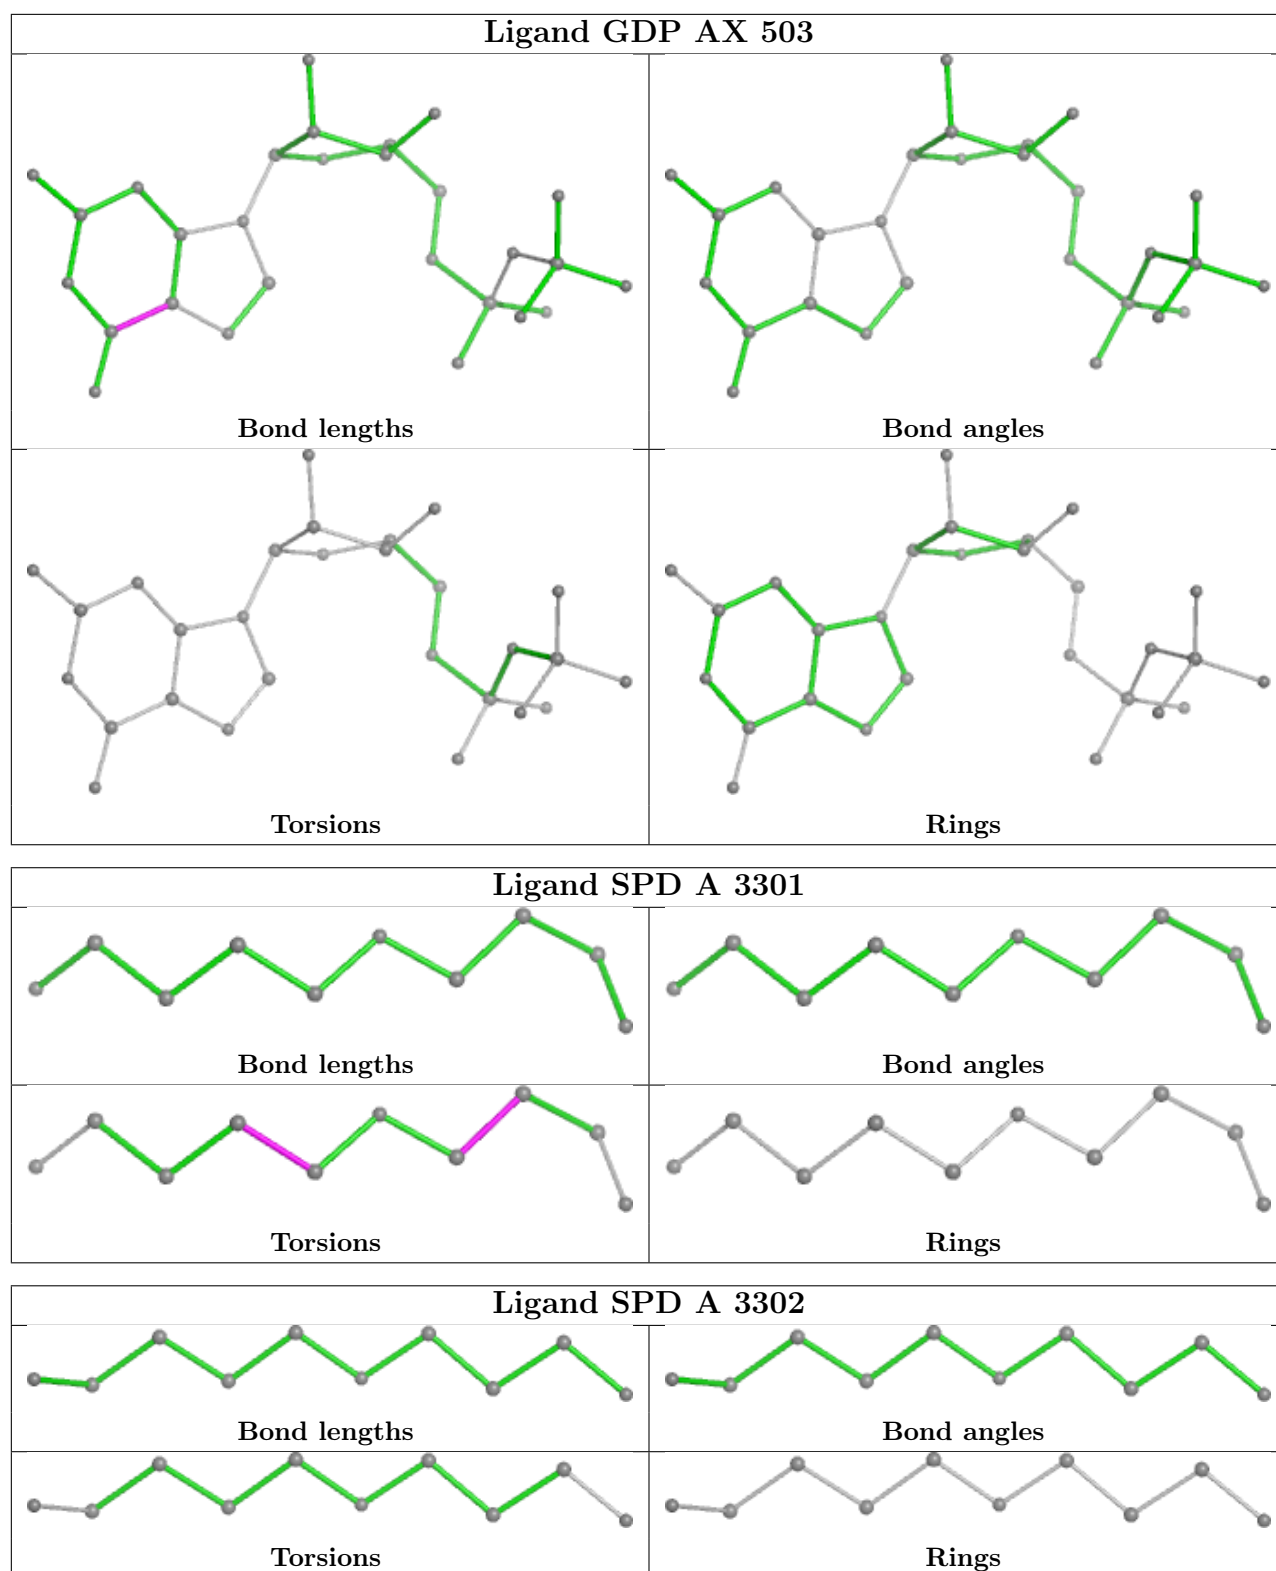 Ligand GDP AX 503
Bond lengths
Bond angles
Torsions
Rings
Ligand SPD A 3301
Bond lengths
Bond angles
Torsions
Rings
Ligand SPD A 3302
Bond lengths
Bond angles
Torsions
Rings